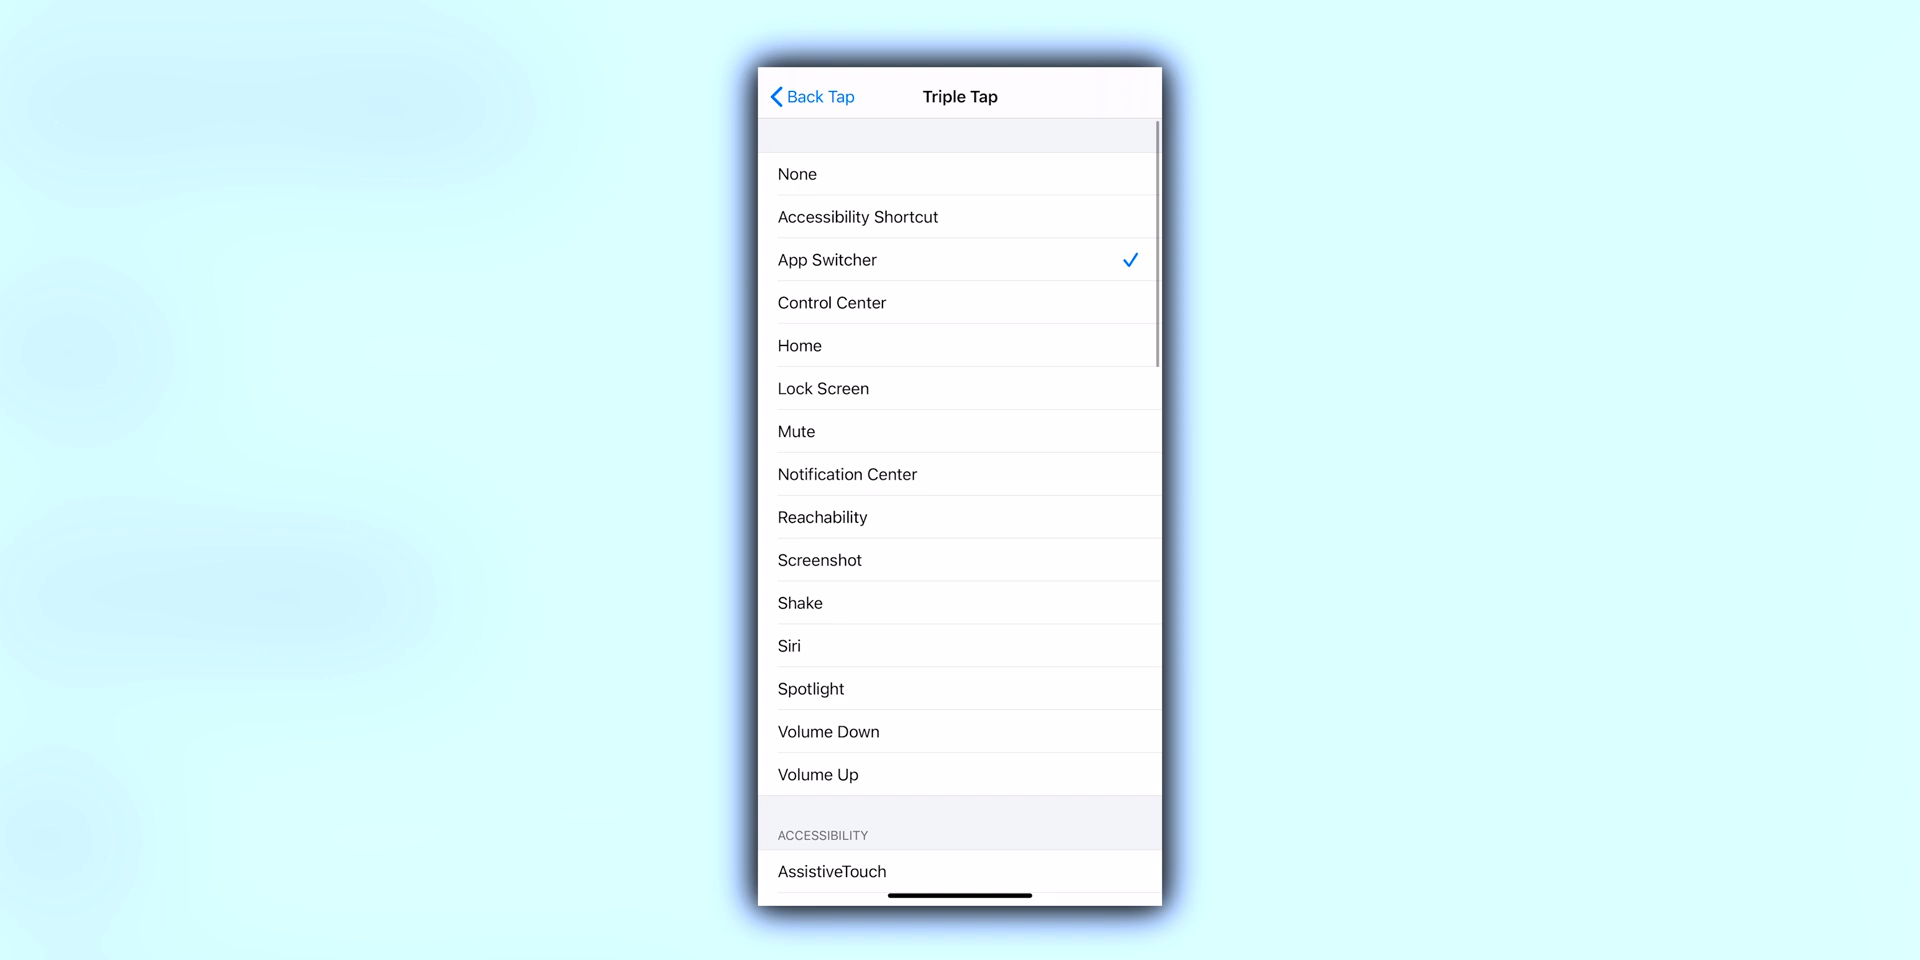 Back Tap
Triple Tap
None
Accessibility Shortcut
App Switcher
Control Center
Home
Lock Screen
Mute
Notification Center
Reachability
Screenshot
Shake
Siri
Spotlight
Volume Down
Volume Up
ACCESSIBILITY
AssistiveTouch